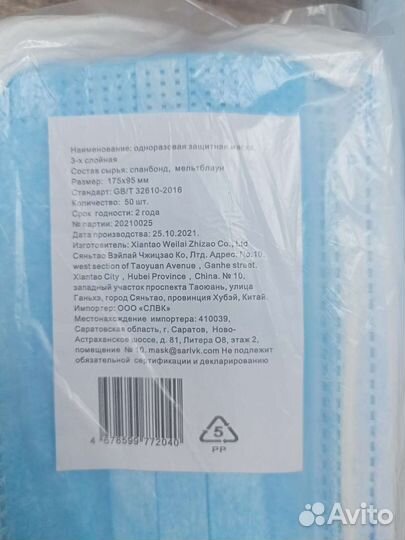 Наименование: одноразовая защитная маска
3-х слойная
Состав сырья: спанбонд, мельтблаун
Размер: 175х95 мм
Стандарт: GB/T 32610-2016
Количество: 50 шт.
Срок годности: 2 года
№ партии: 20210025
Дата производства: 25.10.2021.
Изготовитель: Xiantao Weilai Zhizao Co., Ltd
Сяньтао Вэйлай Чжицзао Ко, Лтд. Адрес: No.10,
west section of Taoyuan Avenue, Ganhe street.
Xiantao City, Hubei Province, China. № 10,
западный участок проспекта Таоюань, улица
Ганьхэ, город Сяньтао, провинция Хубэй, Китай.
Импортер: ООО «СЛВК»
Местонахождение импортера: 410039,
Саратовская область, г. Саратов, Ново-
Астраханское шоссе, д. 81, Литера О8, этаж 2,
помещение № 10, mask@sarlvk.com Не подлежит
обязательной сертификации и декларированию
4 678599 772040
5
PP
Avito